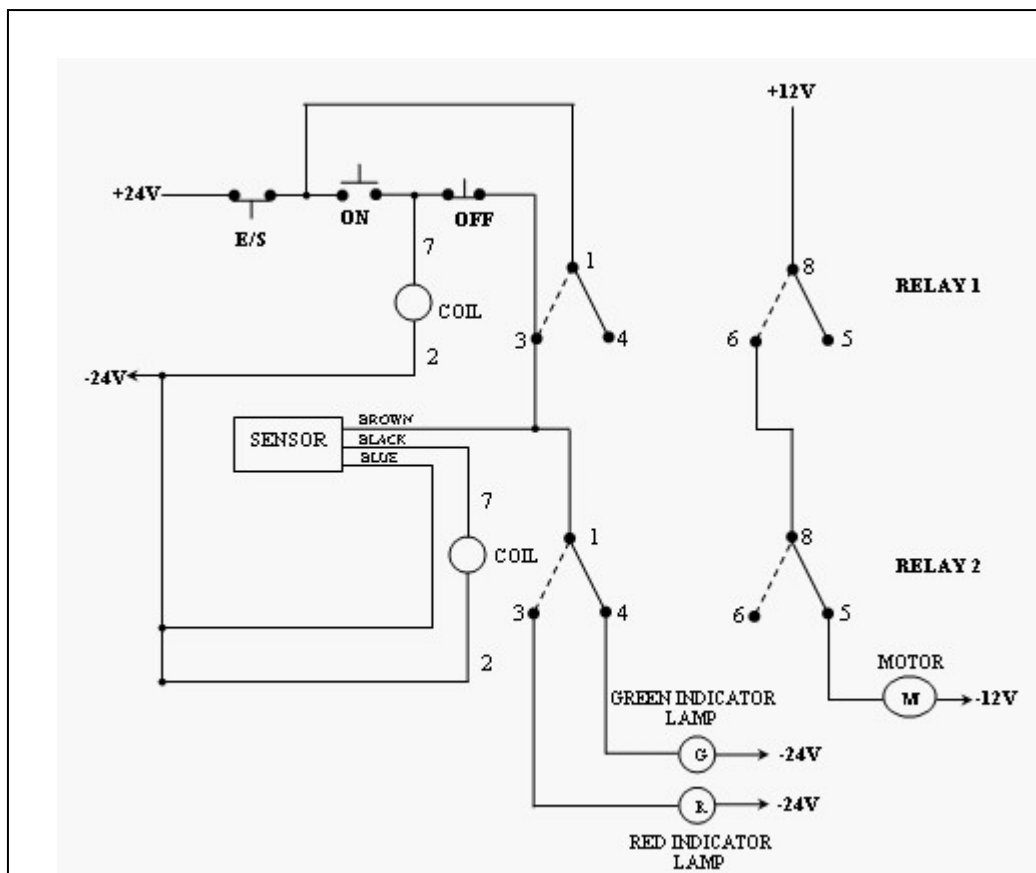 +12V
+24V
E/S
ON
OFF
7
COIL
2
1
3
4
8
6
5
RELAY 1
-24V
SENSOR
BROWN
BLACK
BLUE
7
COIL
2
1
3
4
8
6
5
RELAY 2
MOTOR
M
-12V
GREEN INDICATOR
LAMP
G
-24V
R
-24V
RED INDICATOR
LAMP